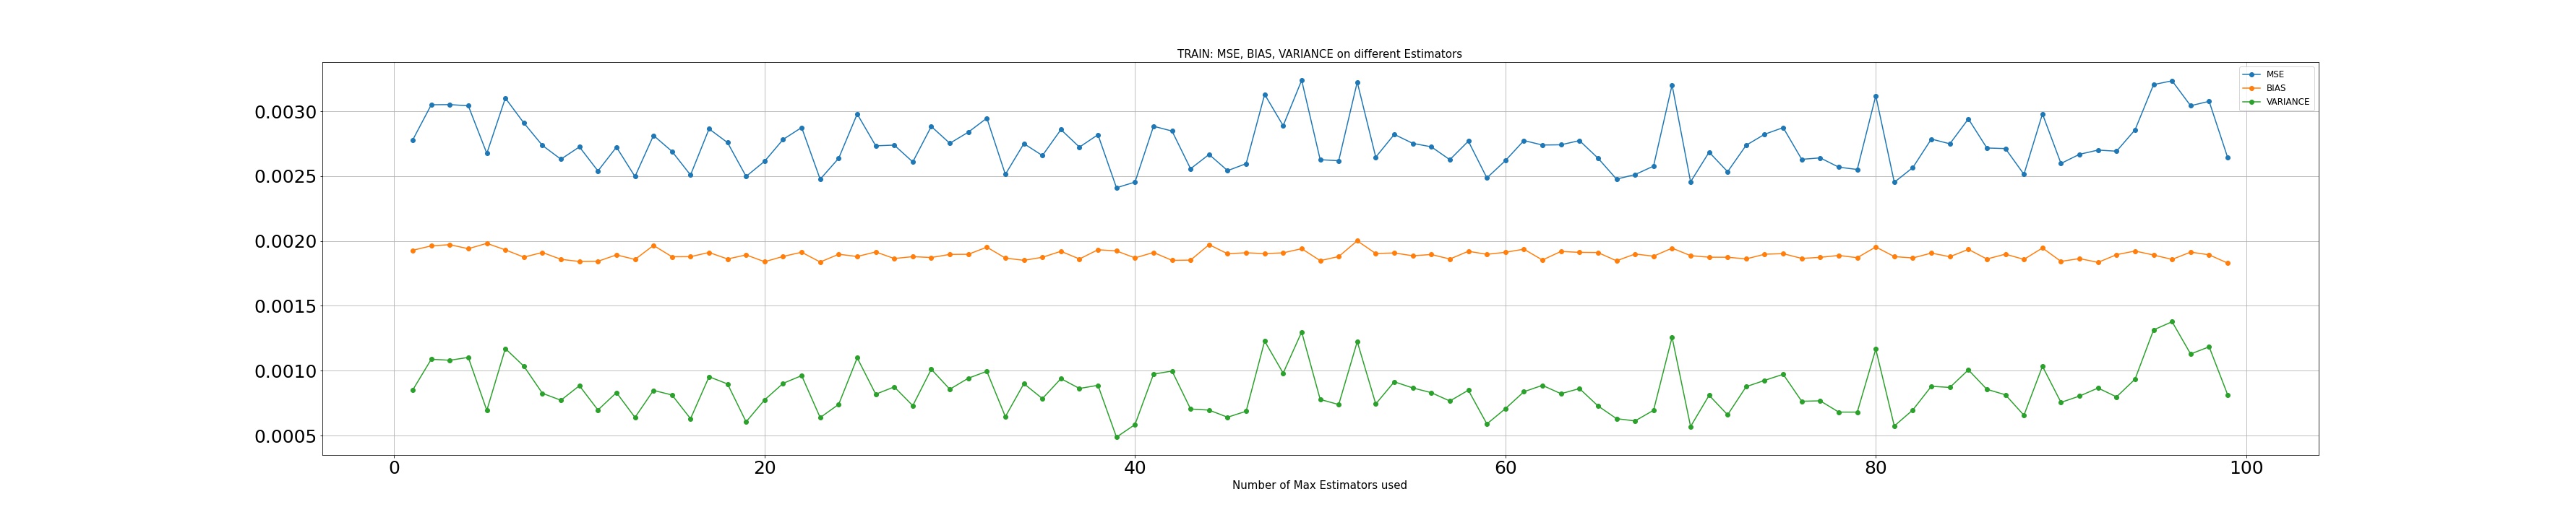 TRAIN: MSE, BIAS, VARIANCE on different Estimators
MSE
BIAS
VARIANCE
0.0030
0.0025
0.0020
0.0015
0.0010
0.0005
0 20 40 60 80 100
Number of Max Estimators used